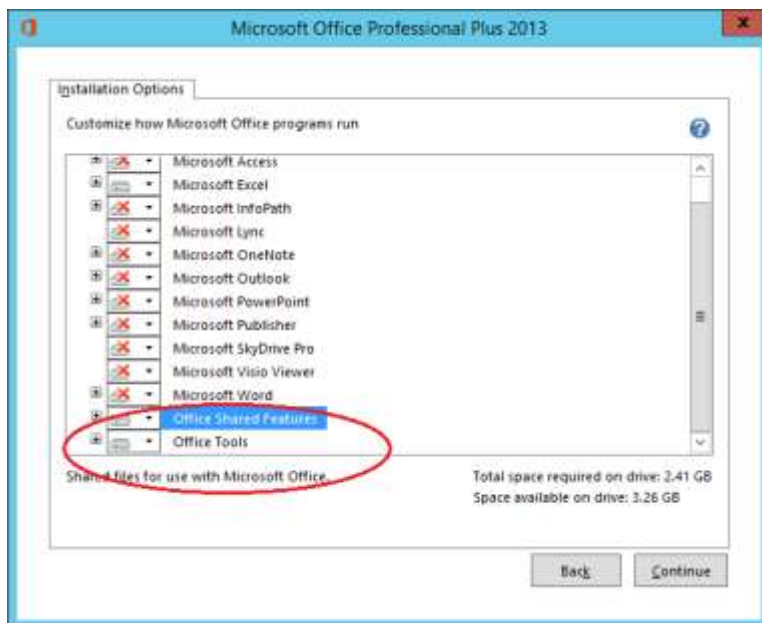 Microsoft Office Professional Plus 2013
Installation Options
Customize how Microsoft Office programs run
Microsoft Access
Microsoft Excel
Microsoft InfoPath
Microsoft Lync
Microsoft OneNote
Microsoft Outlook
Microsoft PowerPoint
Microsoft Publisher
Microsoft SkyDrive Pro
Microsoft Visio Viewer
Microsoft Word
Office Shared Features
Office Tools
Shared files for use with Microsoft Office.
Total space required on drive: 2.41 GB
Space available on drive: 3.26 GB
Back
Continue